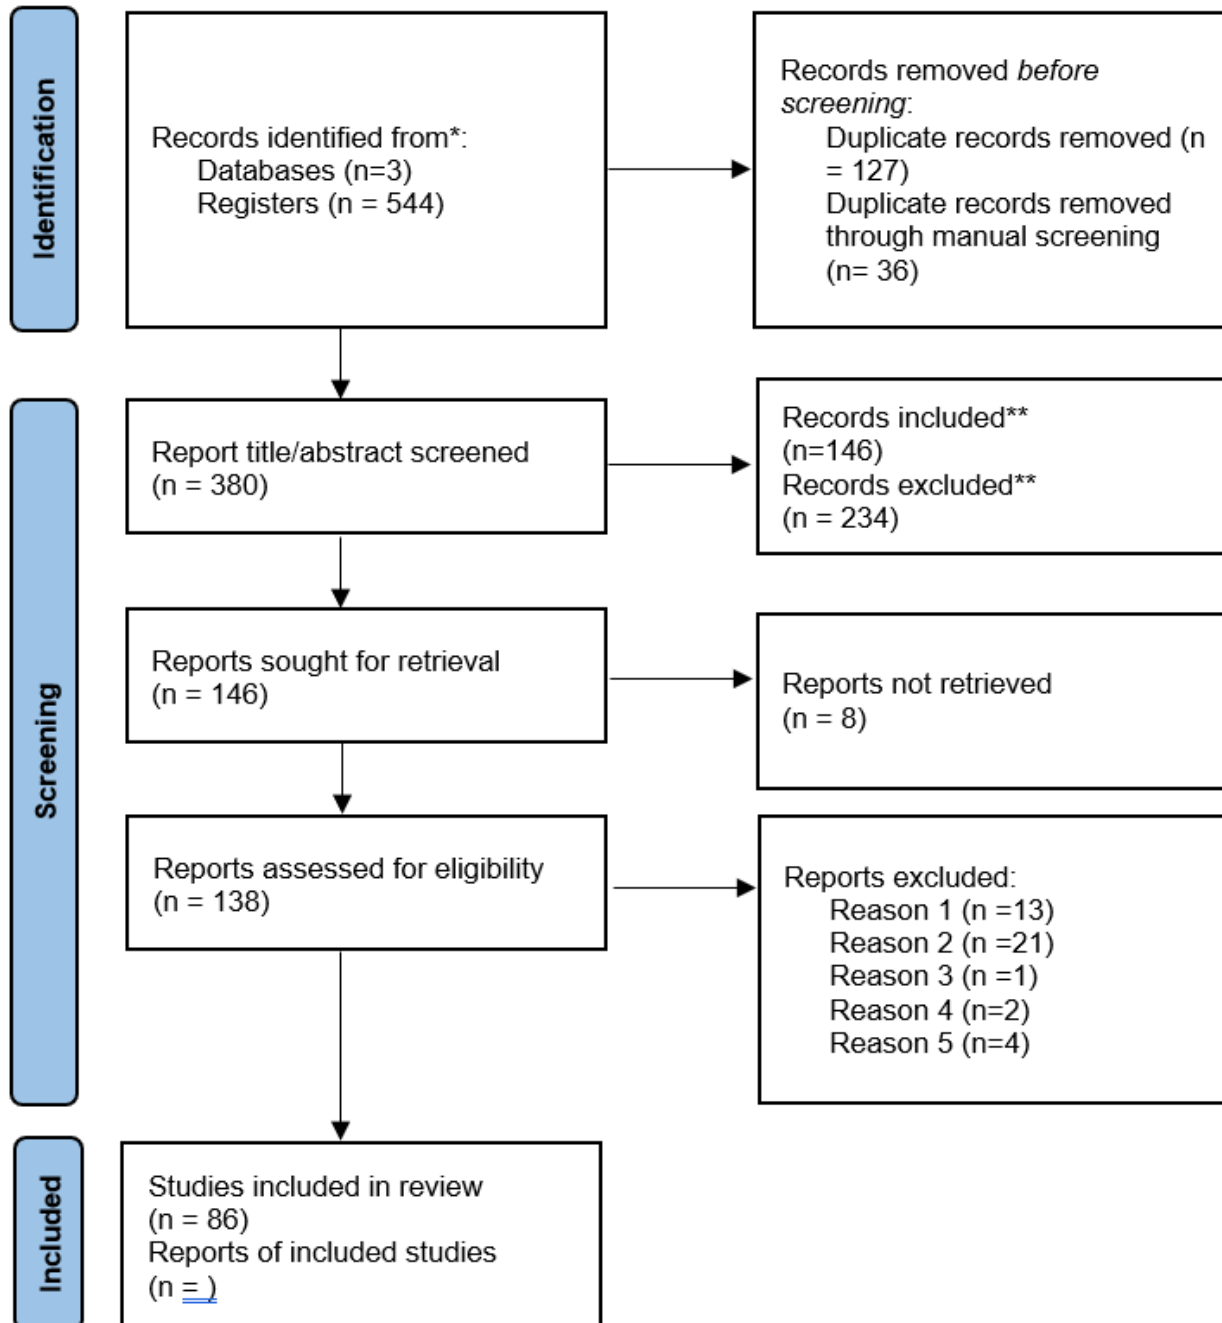 Identification
Records identified from*:
Databases (n=3)
Registers (n = 544)
Records removed before
screening:
Duplicate records removed (n
= 127)
Duplicate records removed
through manual screening
(n= 36)
Screening
Report title/abstract screened
(n = 380)
Records included**
(n=146)
Records excluded**
(n = 234)
Reports sought for retrieval
(n = 146)
Reports not retrieved
(n = 8)
Reports assessed for eligibility
(n = 138)
Reports excluded:
Reason 1 (n =13)
Reason 2 (n =21)
Reason 3 (n =1)
Reason 4 (n=2)
Reason 5 (n=4)
Included
Studies included in review
(n = 86)
Reports of included studies
(n = )